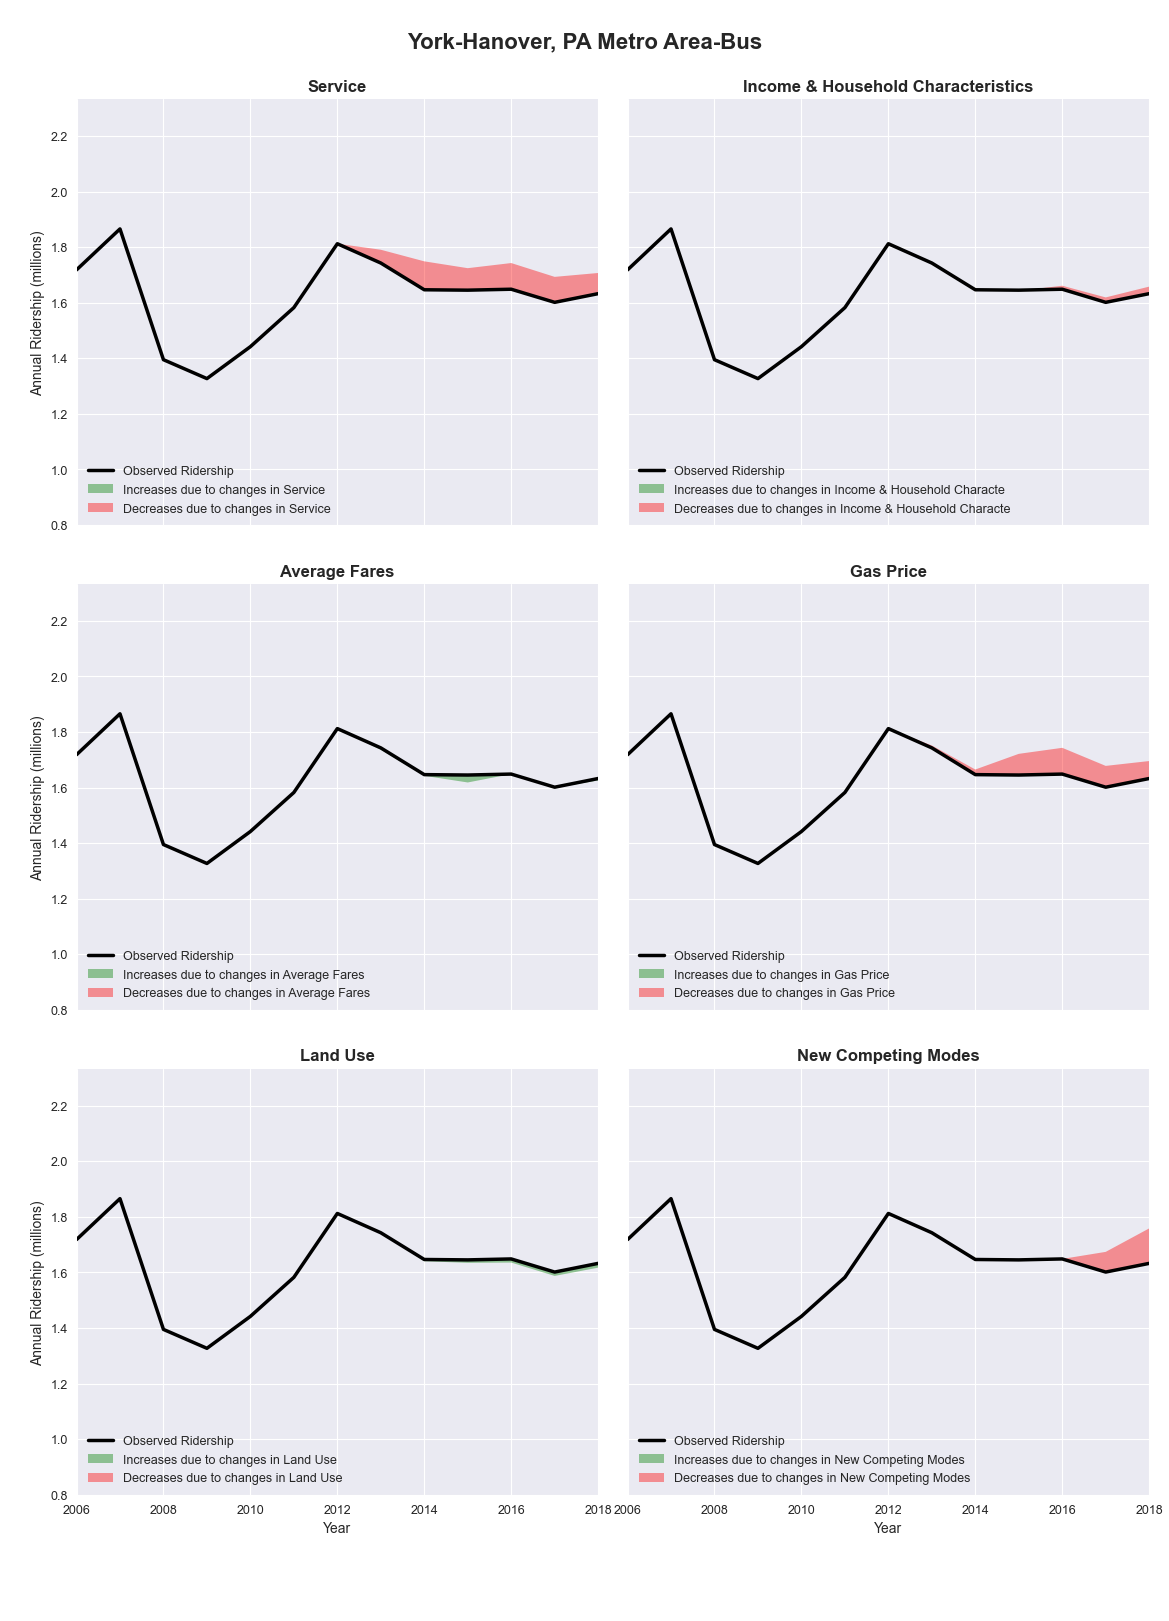 York-Hanover, PA Metro Area-Bus
Service
Annual Ridership (millions)
2.2
2.0
1.8
1.6
1.4
1.2
1.0
0.8
Observed Ridership
Increases due to changes in Service
Decreases due to changes in Service
Income & Household Characteristics
Observed Ridership
Increases due to changes in Income & Household Characte
Decreases due to changes in Income & Household Characte
Average Fares
Annual Ridership (millions)
2.2
2.0
1.8
1.6
1.4
1.2
1.0
0.8
Observed Ridership
Increases due to changes in Average Fares
Decreases due to changes in Average Fares
Gas Price
Observed Ridership
Increases due to changes in Gas Price
Decreases due to changes in Gas Price
Land Use
Annual Ridership (millions)
2.2
2.0
1.8
1.6
1.4
1.2
1.0
0.8
Observed Ridership
Increases due to changes in Land Use
Decreases due to changes in Land Use
2006 2008 2010 2012 2014 2016 2018
Year
New Competing Modes
Observed Ridership
Increases due to changes in New Competing Modes
Decreases due to changes in New Competing Modes
2006 2008 2010 2012 2014 2016 2018
Year